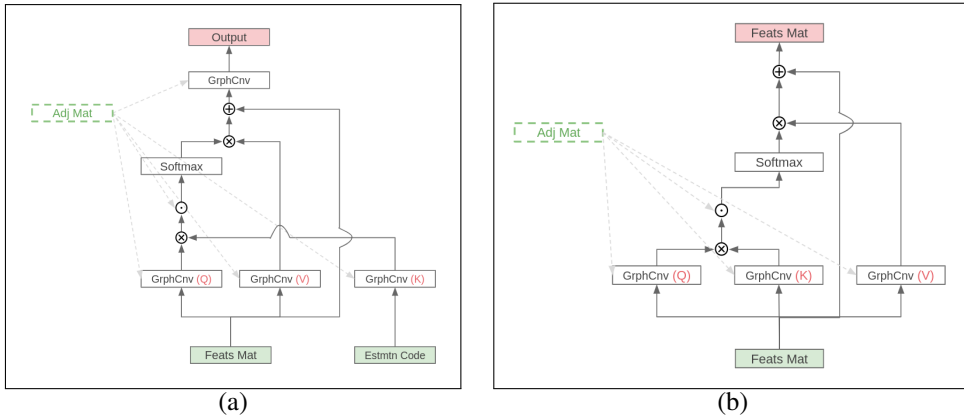 Output
GrphCnv
Adj Mat
Softmax
GrphCnv (Q)
GrphCnv (V)
GrphCnv (K)
Feats Mat
Estmtn Code
(a)
Feats Mat
Adj Mat
Softmax
GrphCnv (Q)
GrphCnv (K)
GrphCnv (V)
Feats Mat
(b)